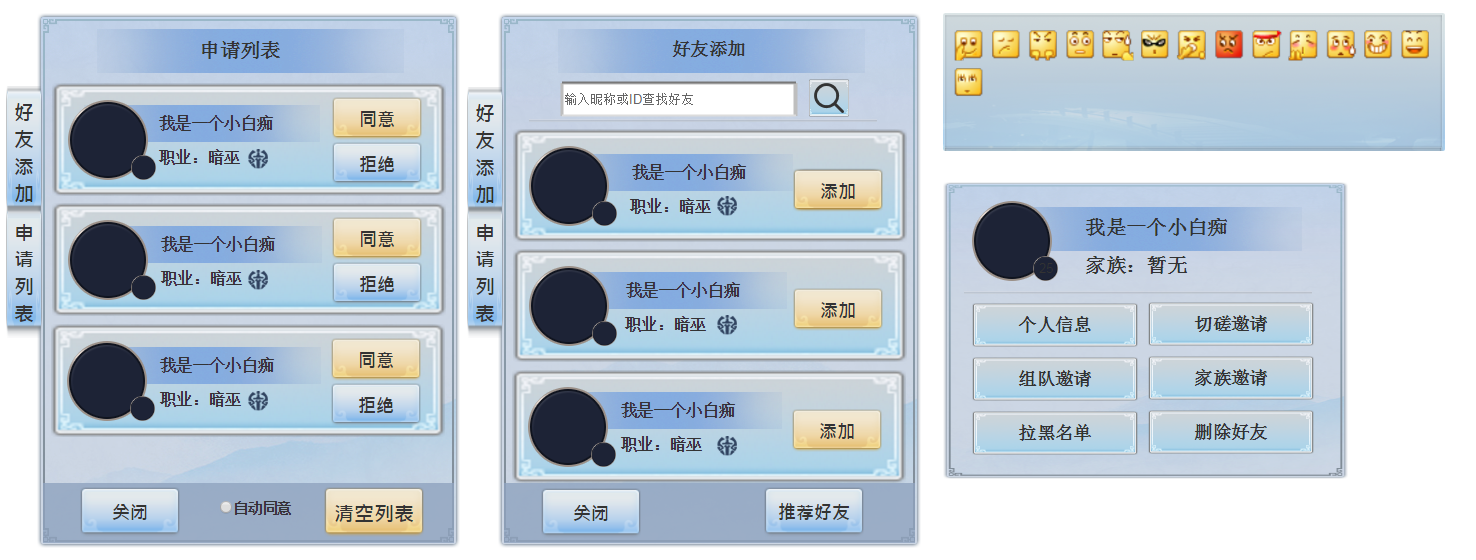 申请列表
好友添加
申请列表
我是一个小白痴
职业：暗巫
同意
拒绝
我是一个小白痴
职业：暗巫
同意
拒绝
我是一个小白痴
职业：暗巫
同意
拒绝
关闭
自动同意
清空列表
好友添加
好友添加
申请列表
输入昵称或ID查找好友
我是一个小白痴
职业：暗巫
添加
我是一个小白痴
职业：暗巫
添加
我是一个小白痴
职业：暗巫
添加
关闭
推荐好友
我是一个小白痴
家族：暂无
个人信息
切磋邀请
组队邀请
家族邀请
拉黑名单
删除好友